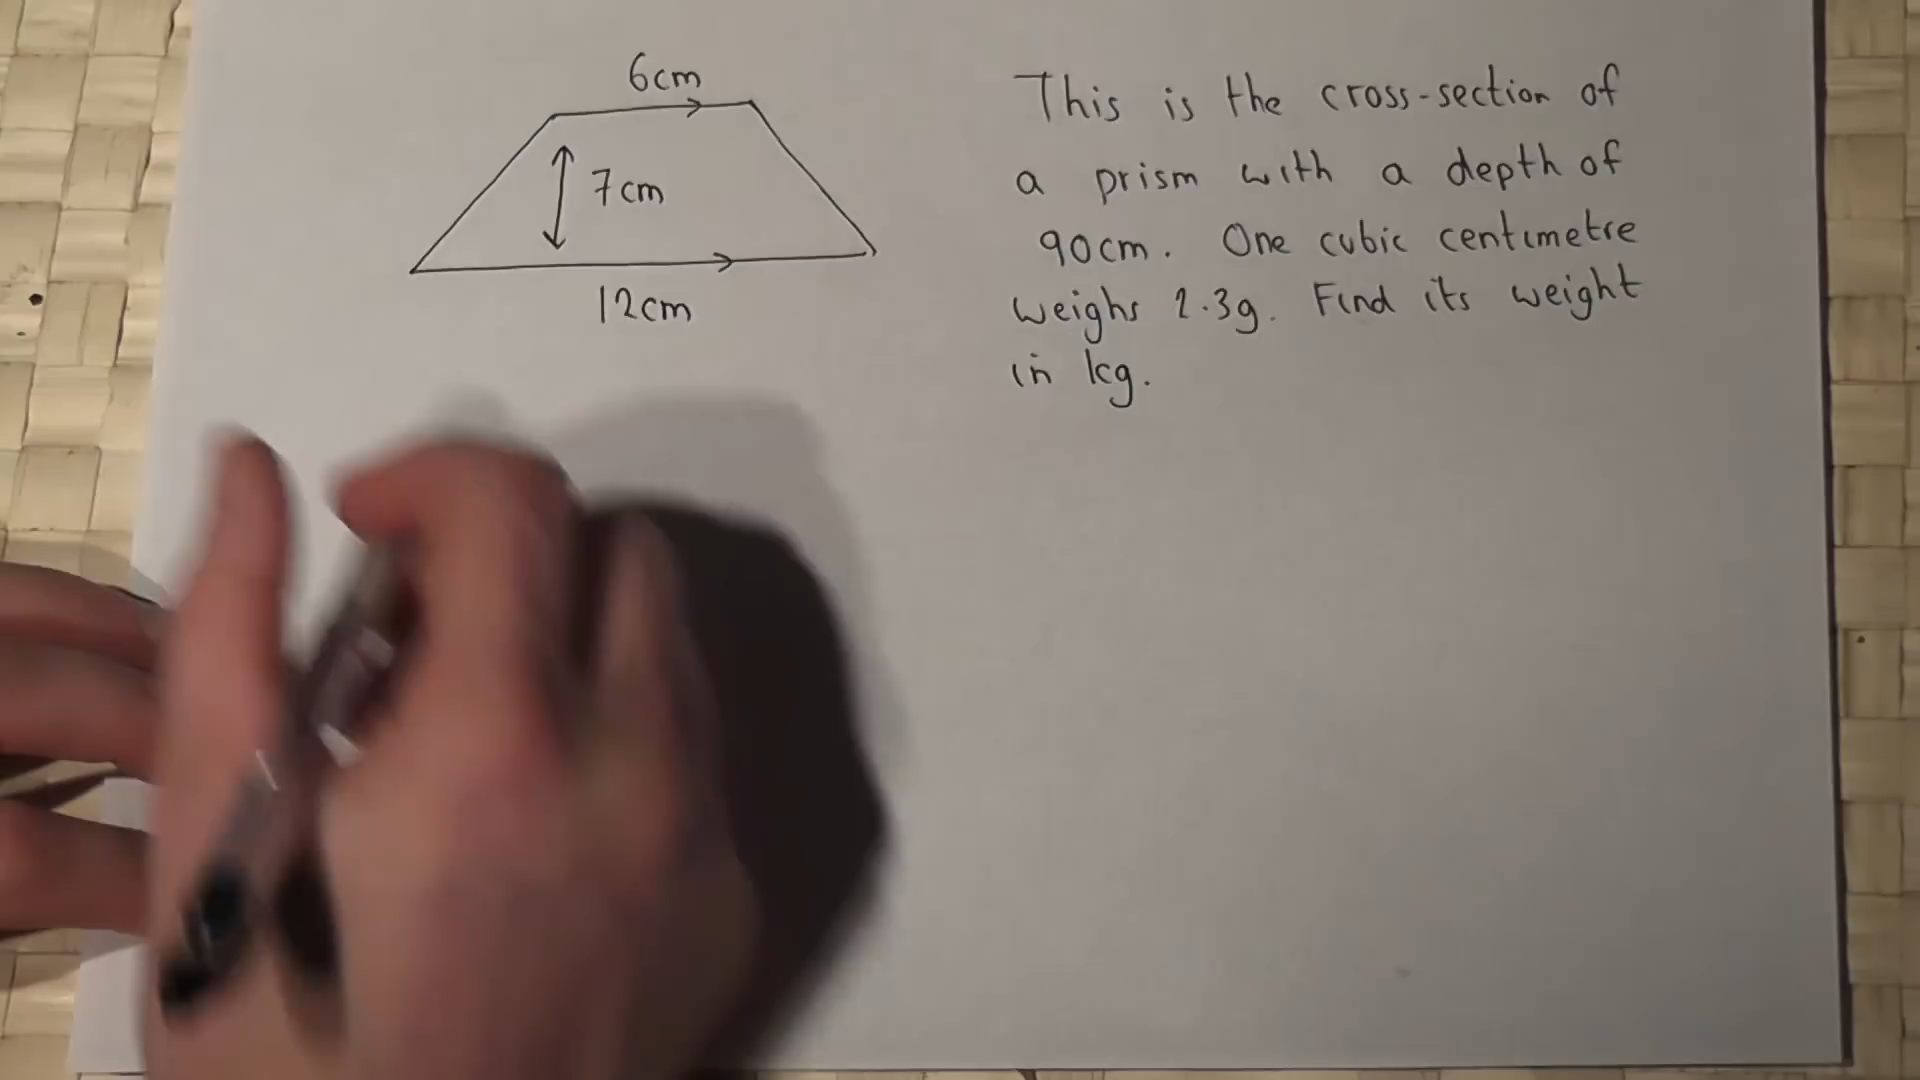 6cm
7cm
12cm
This is the cross-section of
a prism with a depth of
90cm. One cubic centimetre
weighs 2.3g. Find its weight
in kg.